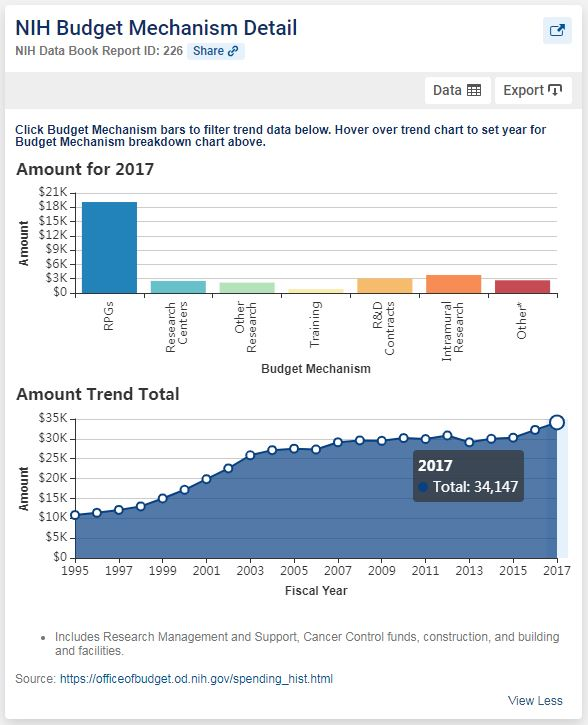 NIH Budget Mechanism Detail
NIH Data Book Report ID: 226 Share
Data Export
Click Budget Mechanism bars to filter trend data below. Hover over trend chart to set year for
Budget Mechanism breakdown chart above.
Amount for 2017
Amount
$21K
$18K
$15K
$12K
$9K
$6K
$3K
$0
RPGs
Research
Centers
Other
Research
Training
R&D
Contracts
Intramural
Research
Other*
Budget Mechanism
Amount Trend Total
Amount
$35K
$30K
$25K
$20K
$15K
$10K
$5K
$0
2017
Total: 34,147
1995 1997 1999 2001 2003 2005 2007 2009 2011 2013 2015 2017
Fiscal Year
Includes Research Management and Support, Cancer Control funds, construction, and building
and facilities.
Source: https://officeofbudget.od.nih.gov/spending_hist.html
View Less